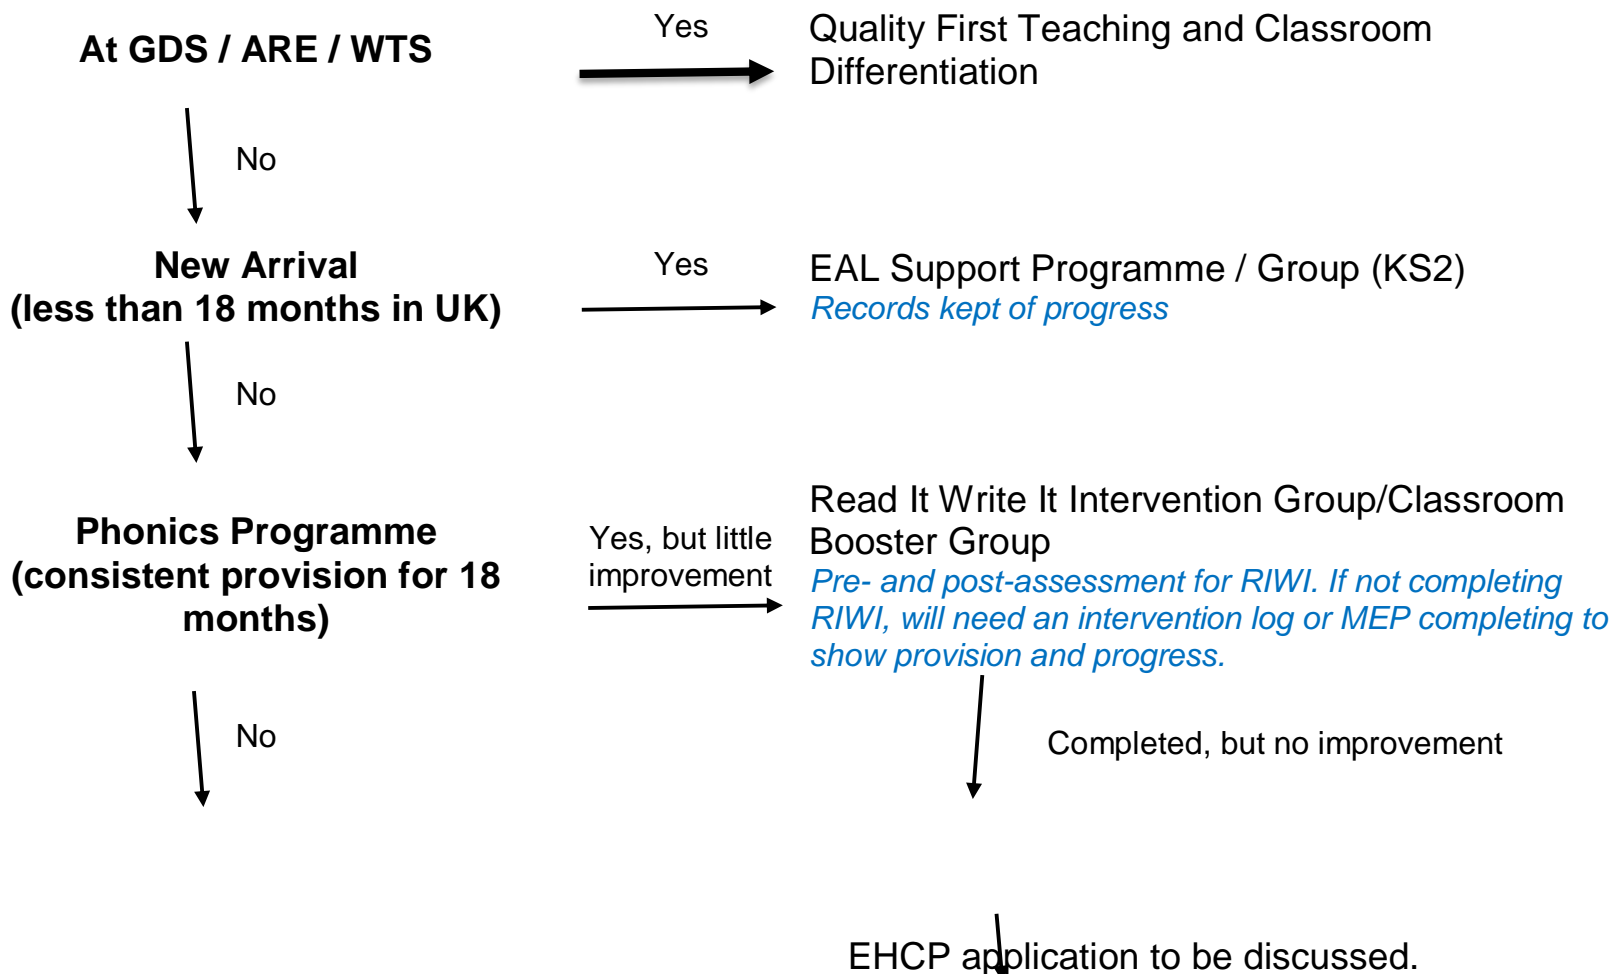 At GDS / ARE / WTS
Yes
Quality First Teaching and Classroom
Differentiation
No
New Arrival
(less than 18 months in UK)
Yes
EAL Support Programme / Group (KS2)
Records kept of progress
No
Phonics Programme
(consistent provision for 18
months)
Yes, but little
improvement
Read It Write It Intervention Group/Classroom
Booster Group
Pre- and post-assessment for RIWI. If not completing
RIWI, will need an intervention log or MEP completing to
show provision and progress.
No
Completed, but no improvement
EHCP application to be discussed.